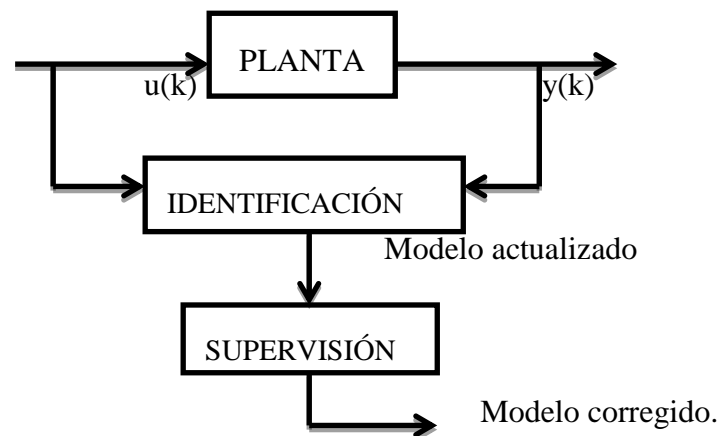 PLANTA
u(k)
y(k)
IDENTIFICACIÓN
Modelo actualizado
SUPERVISIÓN
Modelo corregido.